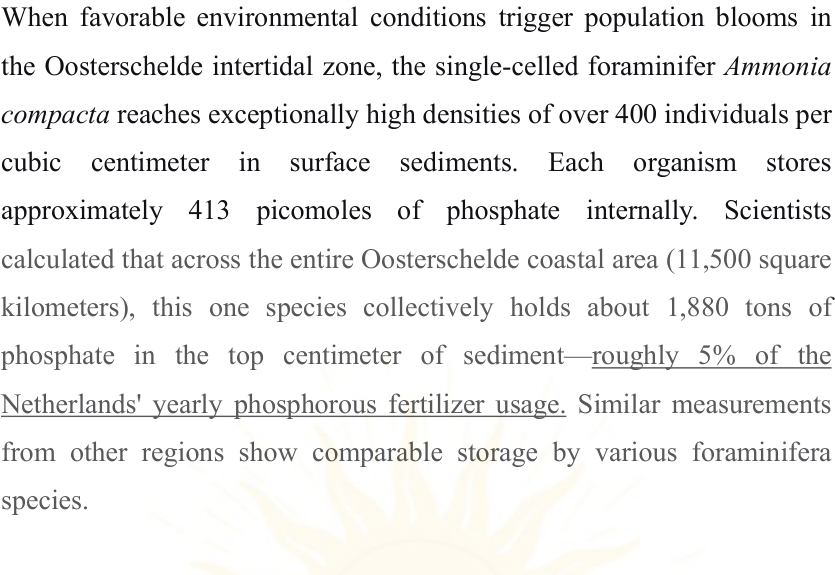 When favorable environmental conditions trigger population blooms in
the Oosterschelde intertidal zone, the single-celled foraminifer Ammonia
compacta reaches exceptionally high densities of over 400 individuals per
cubic centimeter in surface sediments. Each organism stores
approximately 413 picomoles of phosphate internally. Scientists
calculated that across the entire Oosterschelde coastal area (11,500 square
kilometers), this one species collectively holds about 1,880 tons of
phosphate in the top centimeter of sediment—roughly 5% of the
Netherlands' yearly phosphorous fertilizer usage. Similar measurements
from other regions show comparable storage by various foraminifera
species.